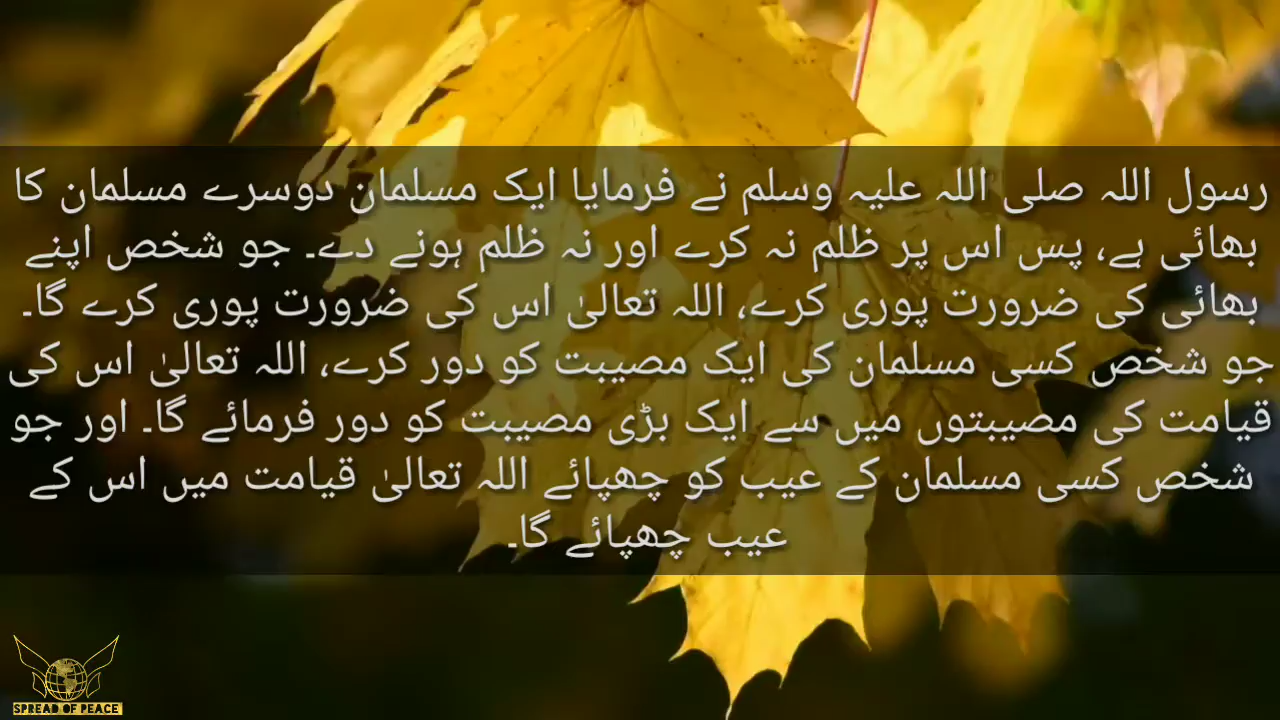 رسول اللہ صلی اللہ علیہ وسلم نے فرمایا ایک مسلمان دوسرے مسلمان کا
بھائی ہے، پس اس پر ظلم نہ کرے اور نہ ظلم ہونے دے۔ جو شخص اپنے
بھائی کی ضرورت پوری کرے، اللہ تعالیٰ اس کی ضرورت پوری کرے گا۔
جو شخص کسی مسلمان کی ایک مصیبت کو دور کرے، اللہ تعالیٰ اس کی
قیامت کی مصیبتوں میں سے ایک بڑی مصیبت کو دور فرمائے گا۔ اور جو
شخص کسی مسلمان کے عیب کو چھپائے اللہ تعالیٰ قیامت میں اس کے
عیب چھپائے گا۔
SPREAD OF PEACE